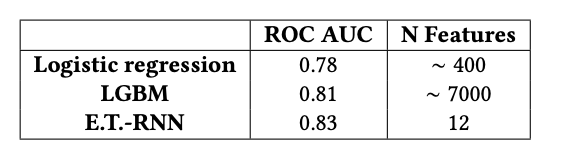 ROC AUC N Features
Logistic regression 0.78 ~ 400
LGBM 0.81 ~ 7000
E.T.-RNN 0.83 12